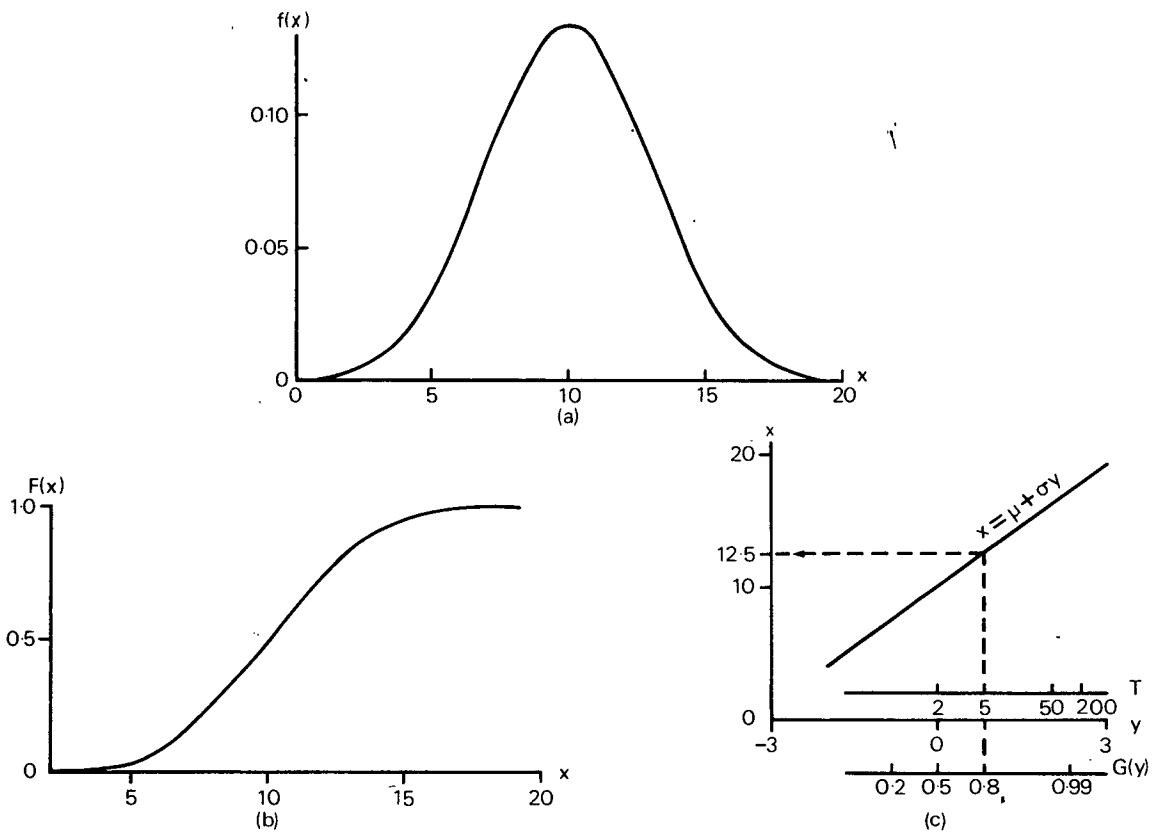 f(x)
0·10
0·05
0
0 5 10 15 20 x
(a)
F(x)
1·0
0·5
0
5 10 15 20 x
(b)
x
20
12·5
10
0
x = μ + σy
T
2 5 50 200
y
-3 0 3
G(y)
0·2 0·5 0·8 0·99
(c)